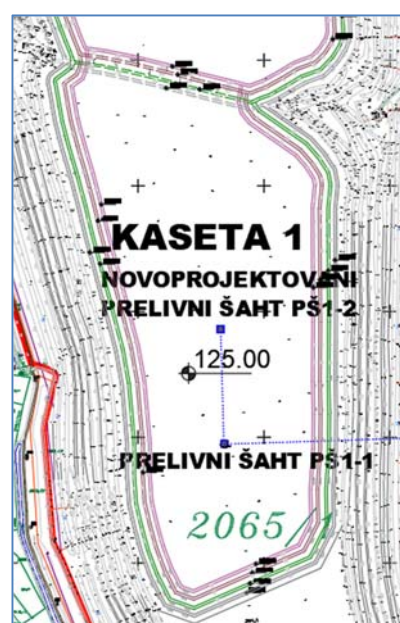 KASETA 1
NOVOPROJEKTOVANI
PRELIVNI ŠAHT PŠ1-2
125.00
PRELIVNI ŠAHT PŠ1-1
2065/1